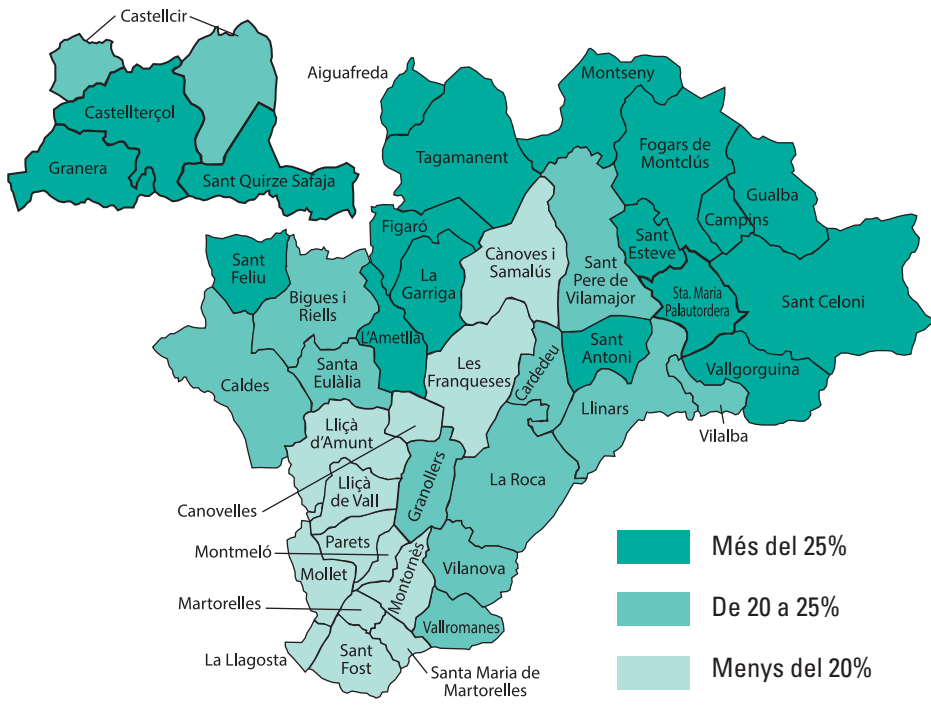 Castellcir
Aiguafreda
Montseny
Castellterçol
Tagamanent
Fogars de
Montclús
Granera
Sant Quirze Safaja
Gualba
Campins
Figaró
Sant
Esteve
Cànoves i
Samalús
Sant
Feliu
La
Garriga
Sant
Pere de
Vilamajor
Bigues i
Riells
Sta. Maria
Palautordera
Sant Celoni
L'Ametlla
Sant
Antoni
Les
Franqueses
Cardedeu
Vallgorguina
Santa
Eulàlia
Caldes
Llinars
Lliçà
d'Amunt
Vilalba
La Roca
Lliçà
de Vall
Granollers
Canovelles
Parets
Montmeló
Més del 25%
Mollet
Montornès
Vilanova
Martorelles
De 20 a 25%
Vallromanes
La Llagosta
Sant
Fost
Santa Maria de
Martorelles
Menys del 20%